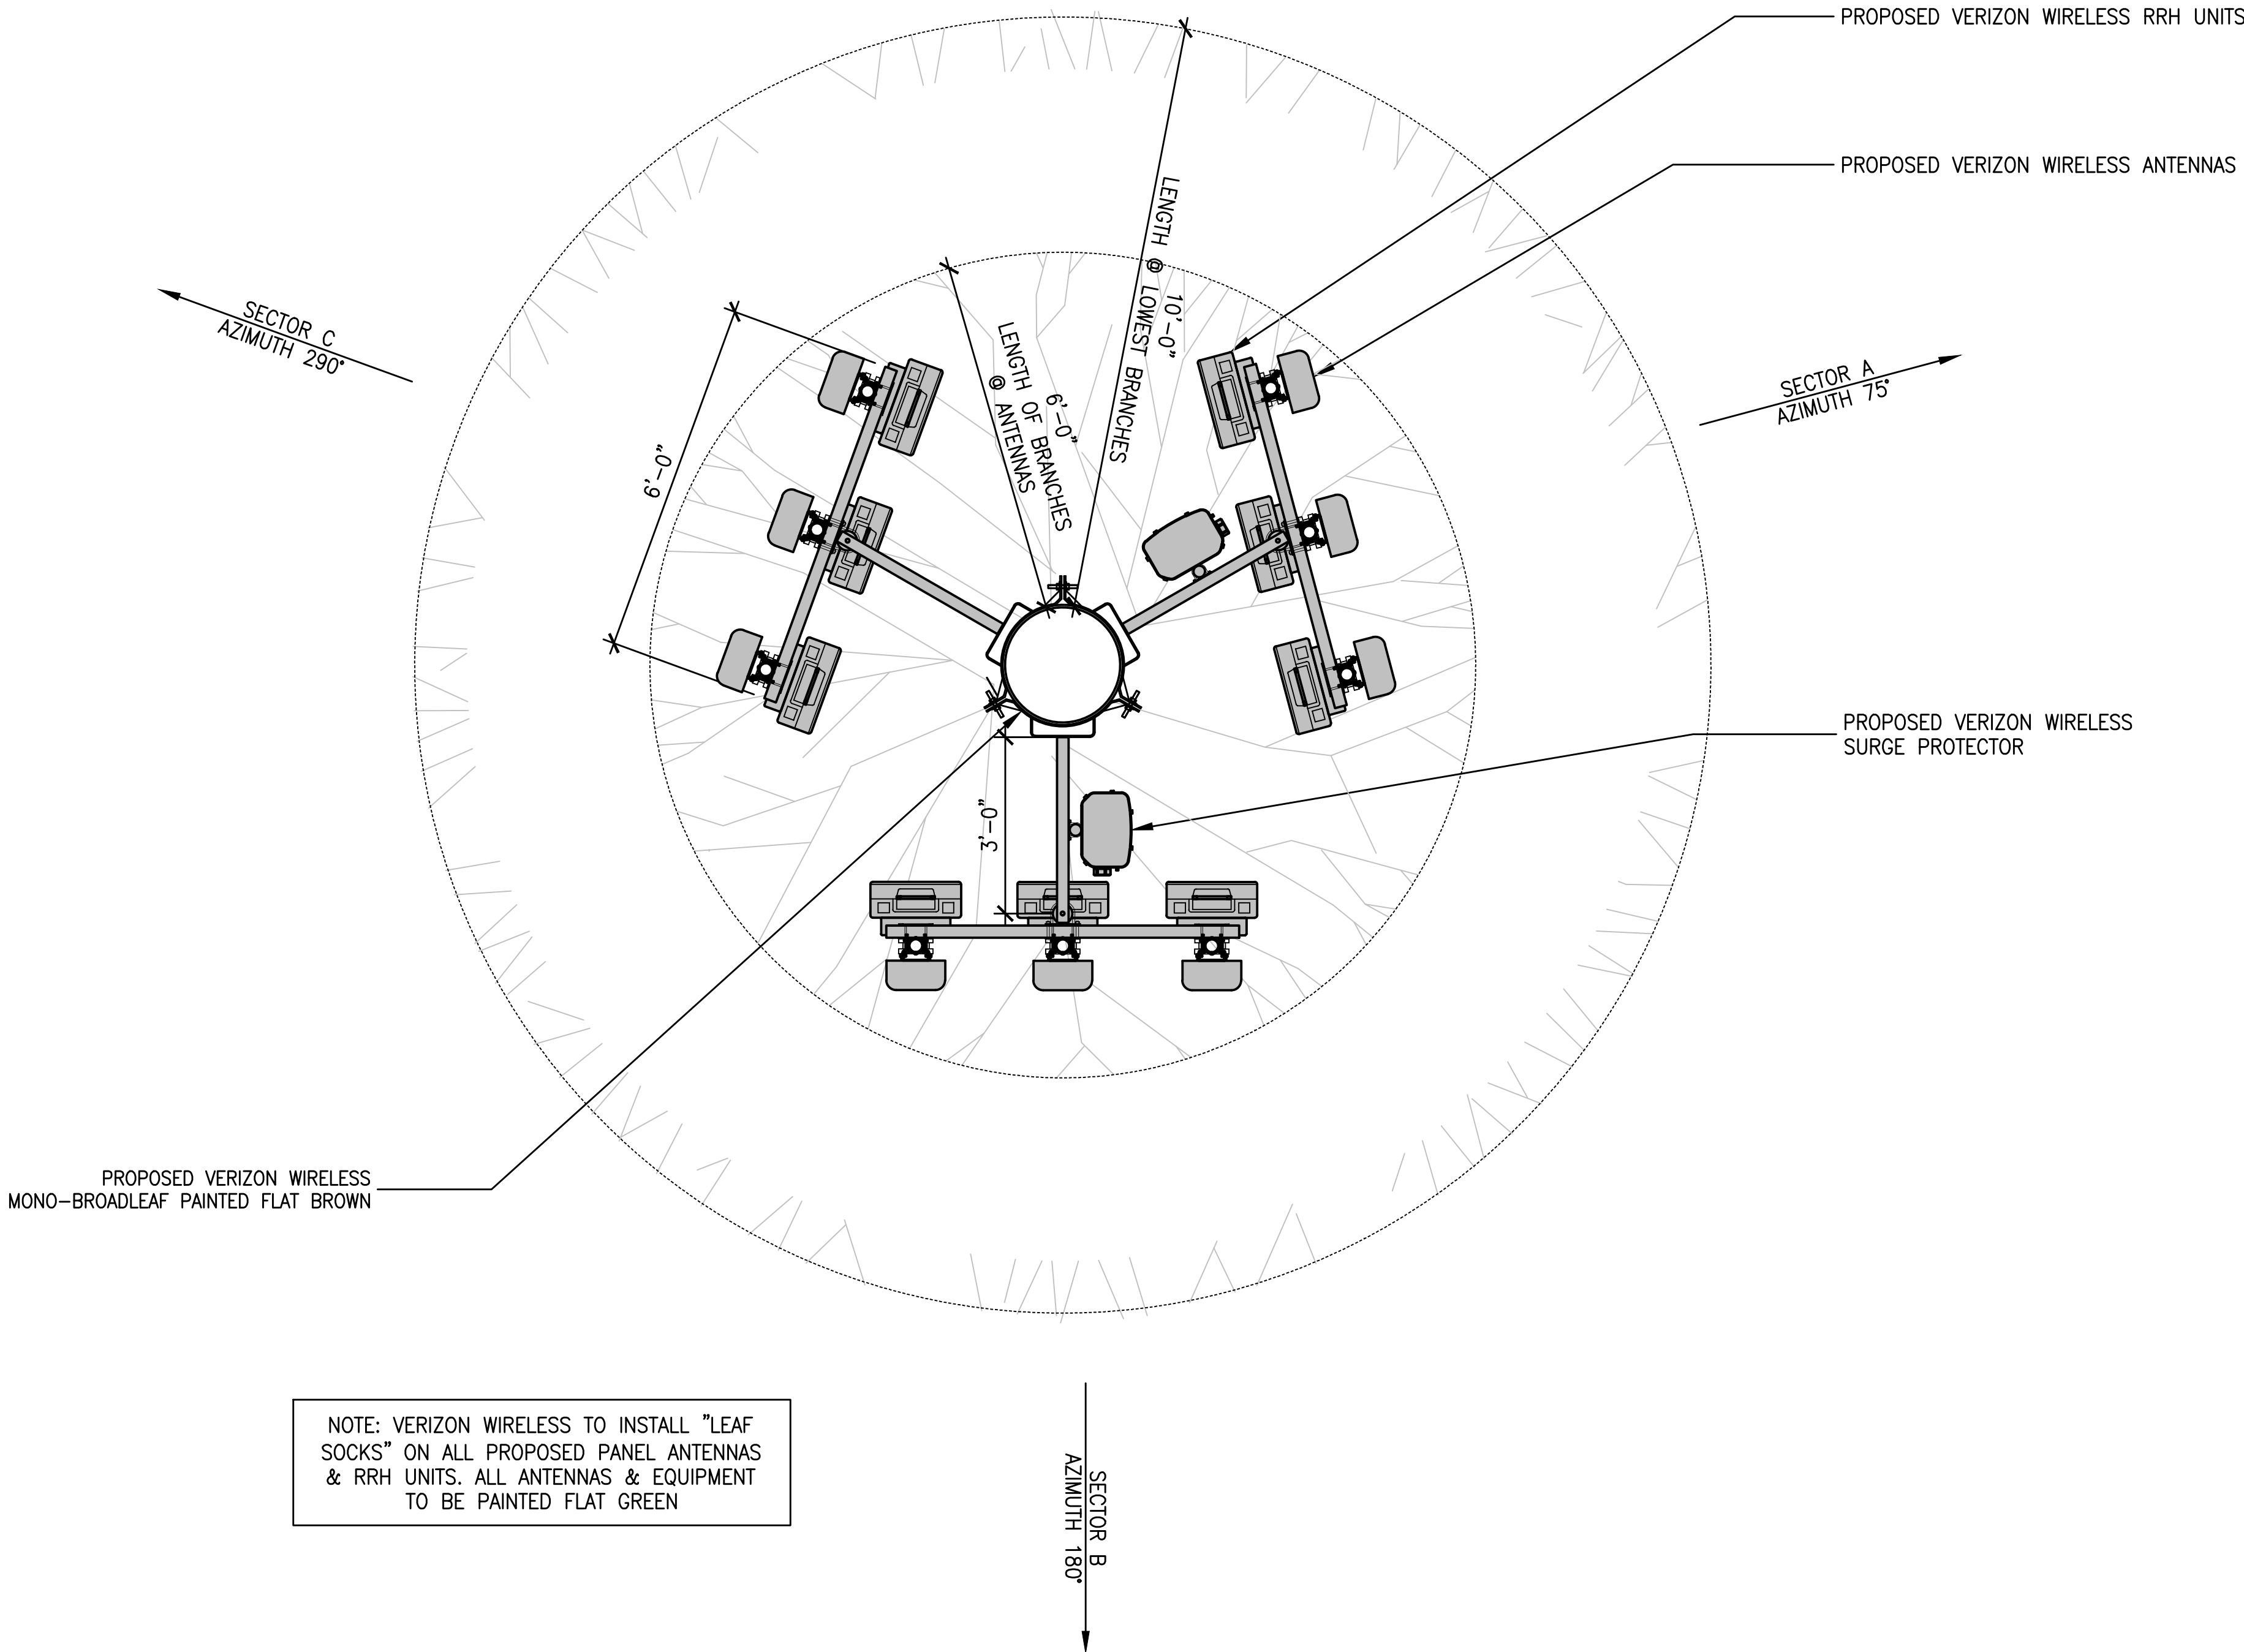 PROPOSED VERIZON WIRELESS RRH UNITS
PROPOSED VERIZON WIRELESS ANTENNAS
10'-0"
LENGTH @ LOWEST BRANCHES
6'-0"
LENGTH OF BRANCHES
@ ANTENNAS
SECTOR C
AZIMUTH 290°
SECTOR A
AZIMUTH 75°
6'-0"
PROPOSED VERIZON WIRELESS
SURGE PROTECTOR
3'-0"
PROPOSED VERIZON WIRELESS
MONO-BROADLEAF PAINTED FLAT BROWN
NOTE: VERIZON WIRELESS TO INSTALL "LEAF
SOCKS" ON ALL PROPOSED PANEL ANTENNAS
& RRH UNITS. ALL ANTENNAS & EQUIPMENT
TO BE PAINTED FLAT GREEN
SECTOR B
AZIMUTH 180°